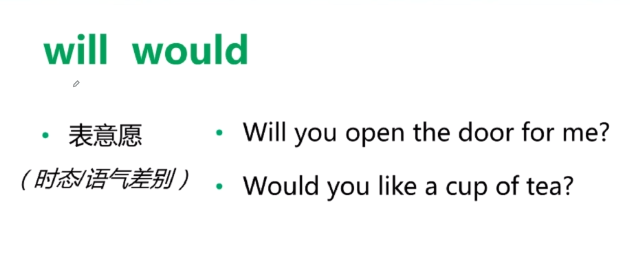 will would
• 表意愿
（时态/语气差别）
• Will you open the door for me?
• Would you like a cup of tea?